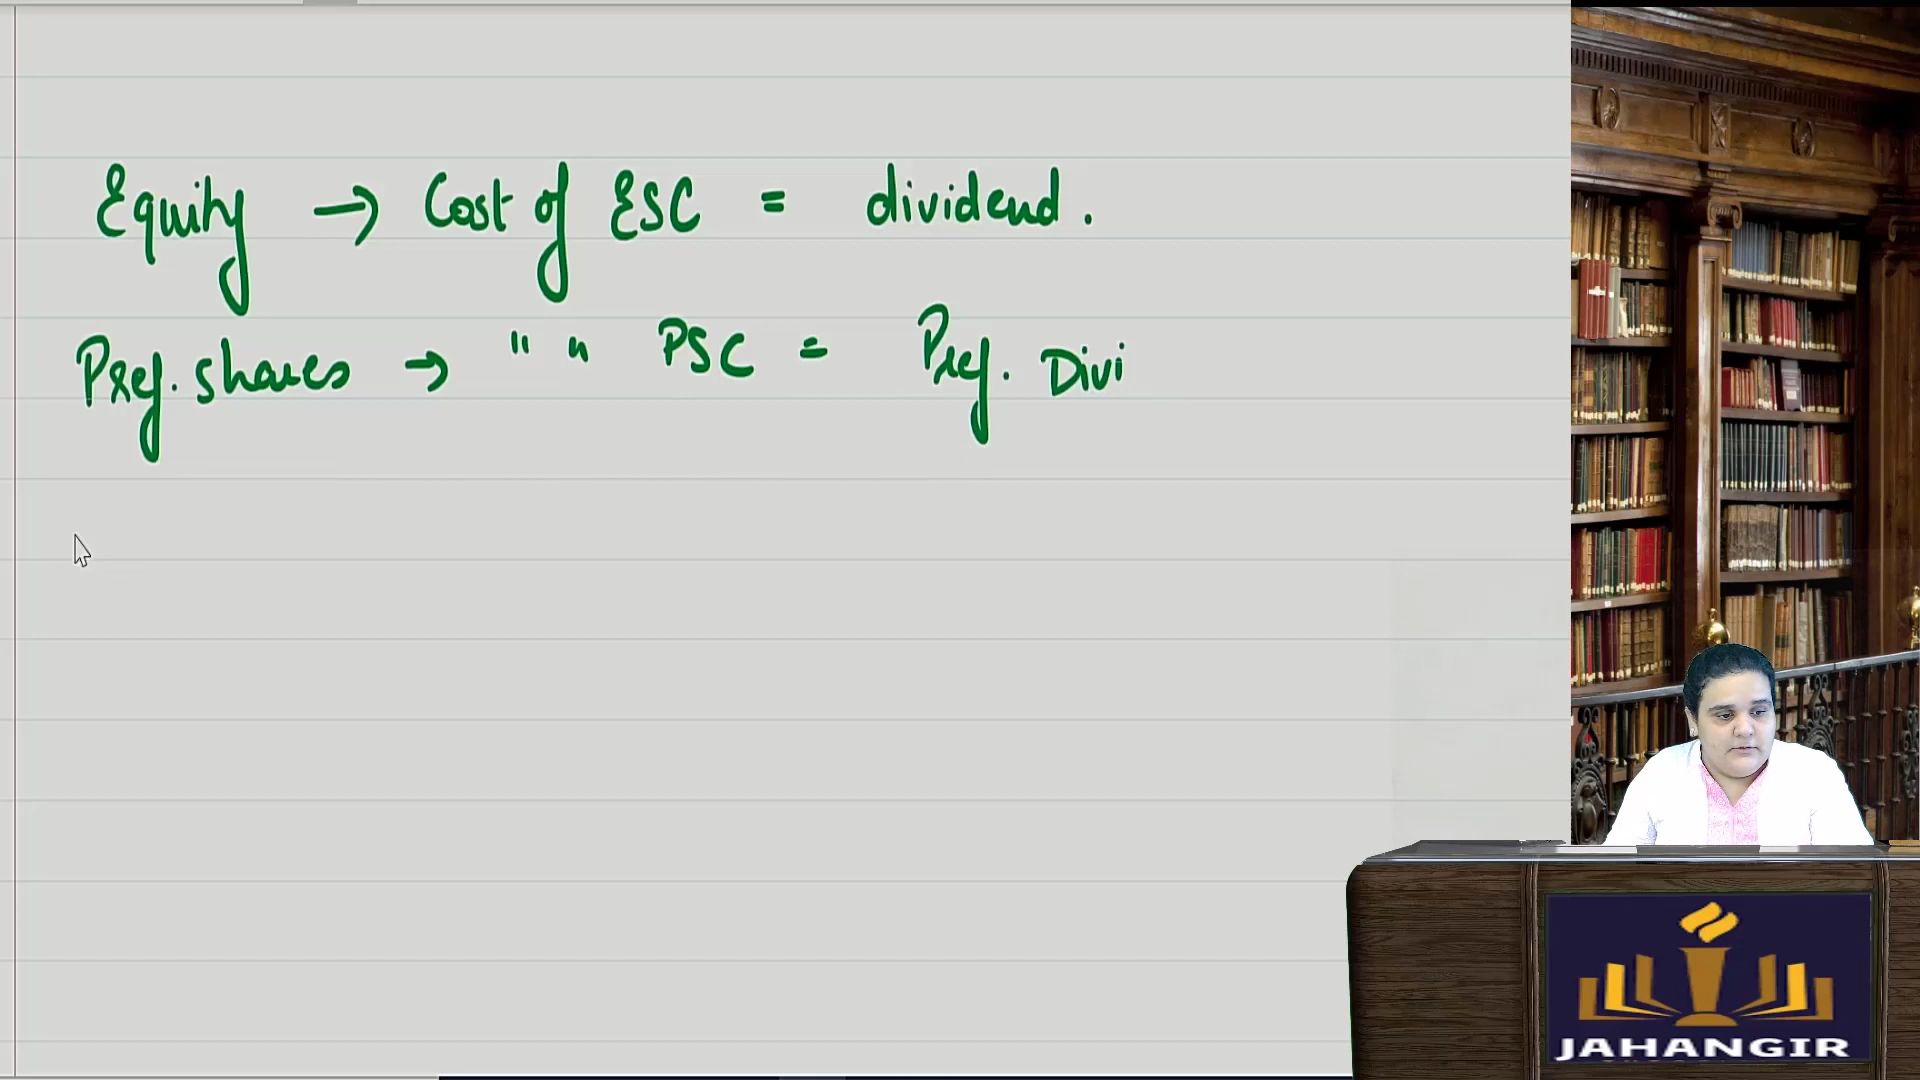 Equity → Cost of ESC = dividend.
Pref. shares → " " PSC = Pref. Divi
JAHANGIR